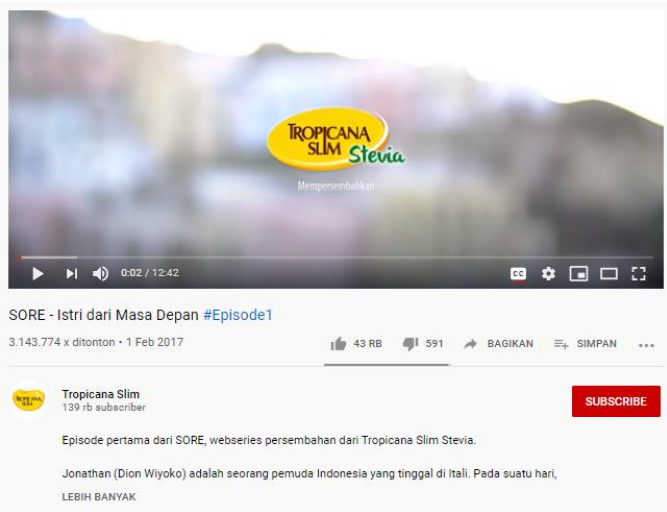 TROPICANA
SLIM Stevia
Mempersembahkan
0:02 / 12:42
CC
SORE - Istri dari Masa Depan #Episode1
3.143.774 x ditonton • 1 Feb 2017
43 RB
591
BAGIKAN
SIMPAN
TROPICANA
SLIM
Tropicana Slim
139 rb subscriber
SUBSCRIBE
Episode pertama dari SORE, webseries persembahan dari Tropicana Slim Stevia.
Jonathan (Dion Wiyoko) adalah seorang pemuda Indonesia yang tinggal di Itali. Pada suatu hari,
LEBIH BANYAK